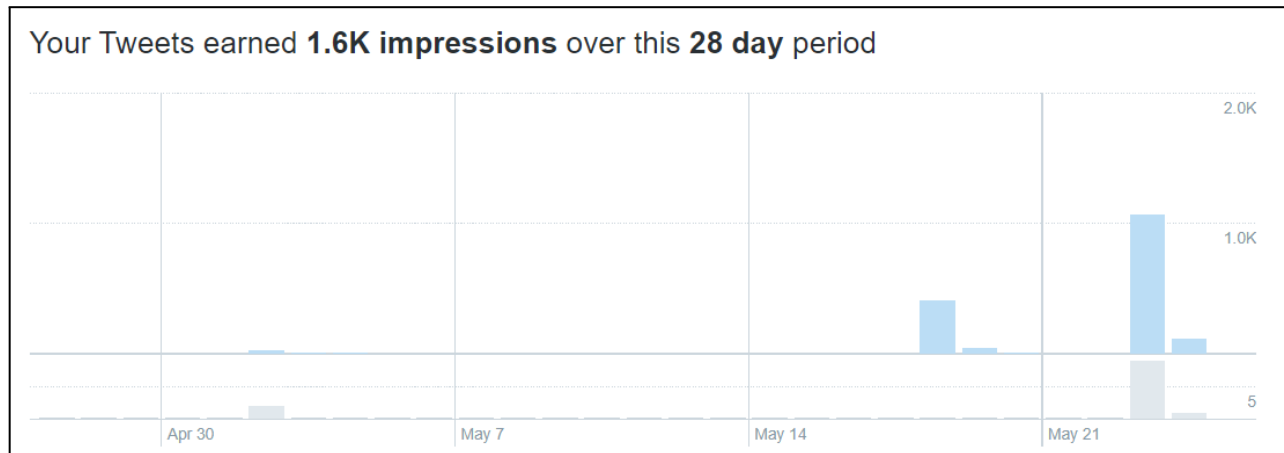 Your Tweets earned 1.6K impressions over this 28 day period
2.0K
1.0K
5
Apr 30
May 7
May 14
May 21